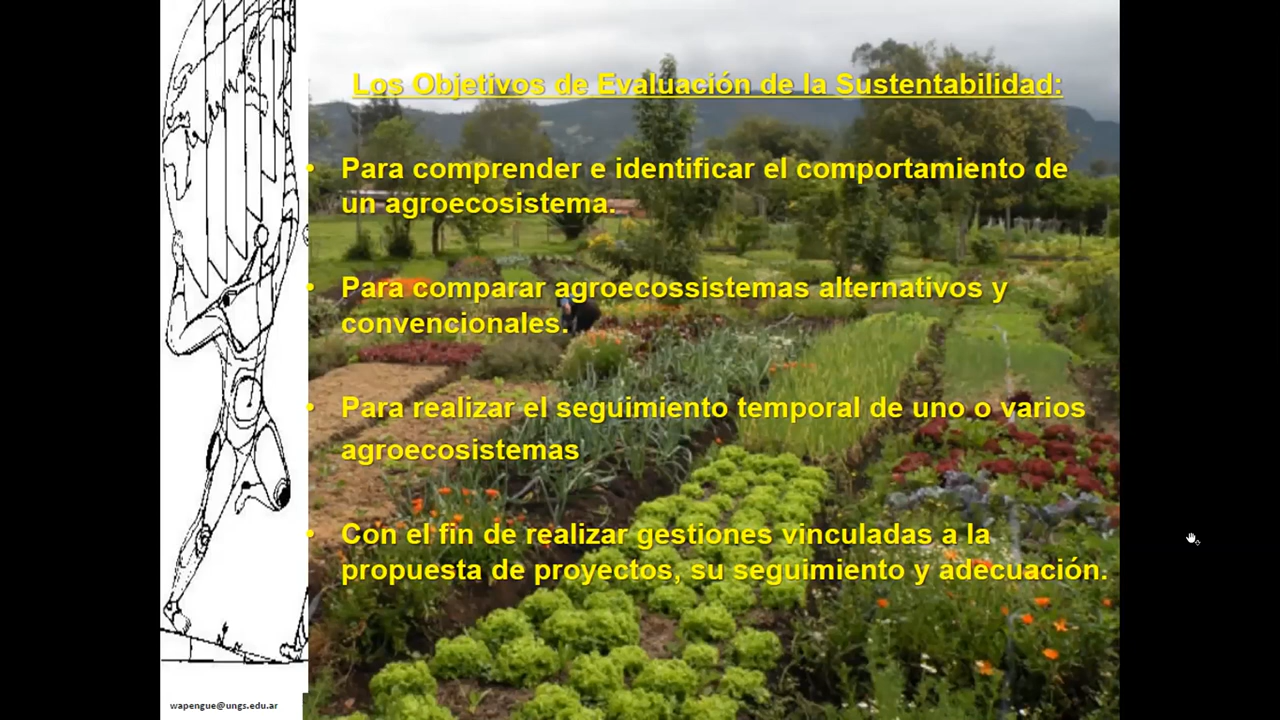 Los Objetivos de Evaluación de la Sustentabilidad:
• Para comprender e identificar el comportamiento de
un agroecosistema.
• Para comparar agroecossistemas alternativos y
convencionales.
• Para realizar el seguimiento temporal de uno o varios
agroecosistemas
• Con el fin de realizar gestiones vinculadas a la
propuesta de proyectos, su seguimiento y adecuación.
wapengue@ungs.edu.ar